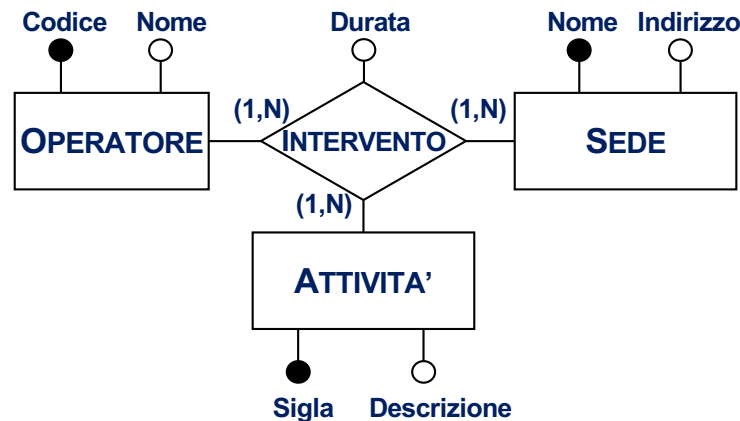 Codice Nome Durata Nome Indirizzo
(1,N) (1,N)
OPERATORE INTERVENTO SEDE
(1,N)
ATTIVITA’
Sigla Descrizione